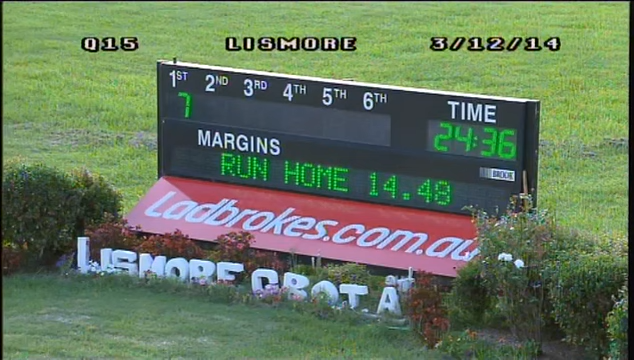 Q15 LISMORE 3/12/14
1ST 2ND 3RD 4TH 5TH 6TH TIME
7 24:36
MARGINS
RUN HOME 14.48
BROOK
Ladbrokes.com.au
LISMORE G.B.O.T.A